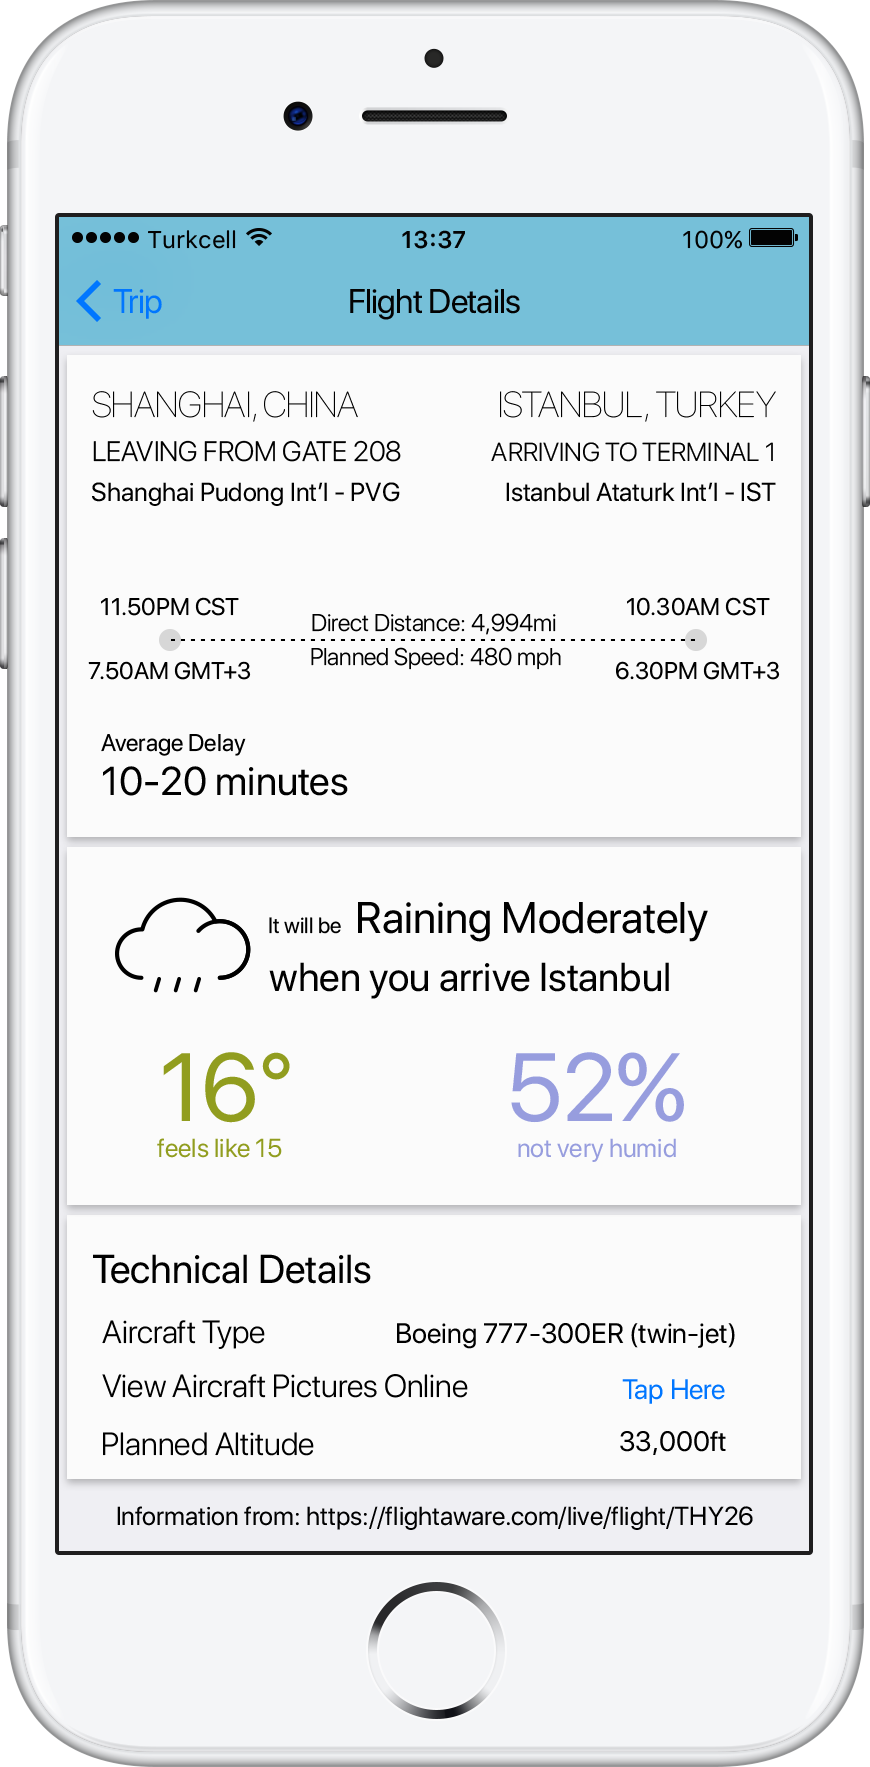 Turkcell 13:37 100%
Trip Flight Details
SHANGHAI, CHINA
LEAVING FROM GATE 208
Shanghai Pudong Int’l - PVG
ISTANBUL, TURKEY
ARRIVING TO TERMINAL 1
Istanbul Ataturk Int’l - IST
11.50PM CST
7.50AM GMT+3
Direct Distance: 4,994mi
Planned Speed: 480 mph
10.30AM CST
6.30PM GMT+3
Average Delay
10-20 minutes
It will be Raining Moderately
when you arrive Istanbul
16°
feels like 15
52%
not very humid
Technical Details
Aircraft Type Boeing 777-300ER (twin-jet)
View Aircraft Pictures Online Tap Here
Planned Altitude 33,000ft
Information from: https://flightaware.com/live/flight/THY26